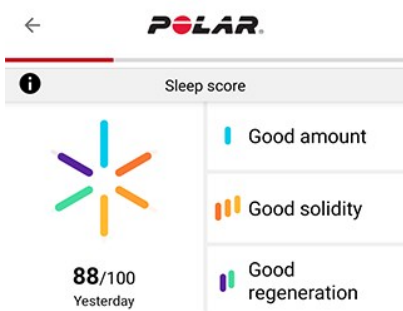 POLAR.
Sleep score
Good amount
Good solidity
Good
regeneration
88/100
Yesterday